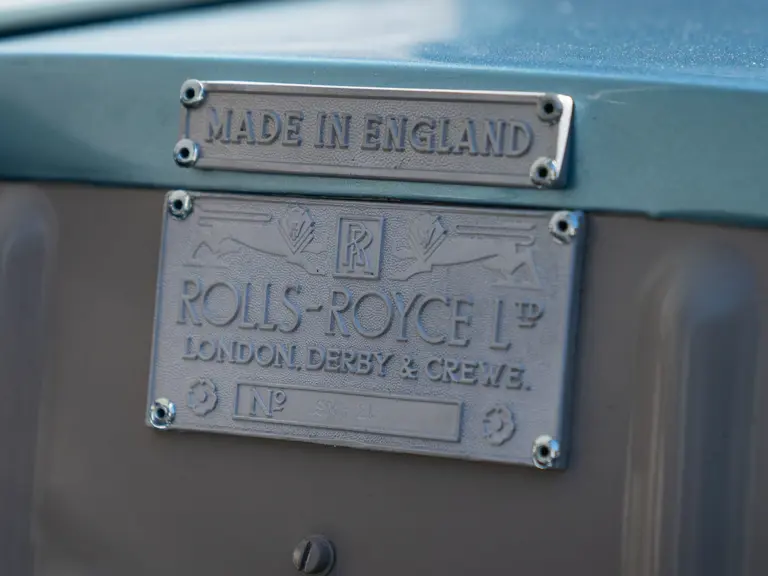 MADE IN ENGLAND
RR
ROLLS-ROYCE LTD
LONDON, DERBY & CREWE.
No